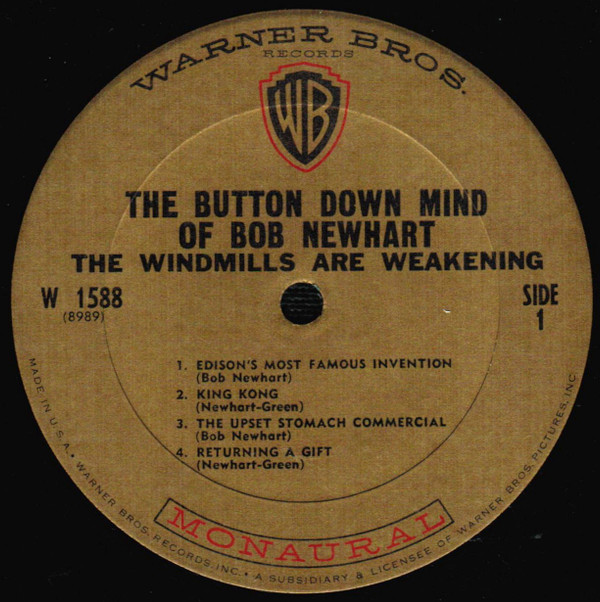 WARNER BROS.
RECORDS
WB
THE BUTTON DOWN MIND
OF BOB NEWHART
THE WINDMILLS ARE WEAKENING
W 1588
(8989)
SIDE
1
1. EDISON'S MOST FAMOUS INVENTION
(Bob Newhart)
2. KING KONG
(Newhart-Green)
3. THE UPSET STOMACH COMMERCIAL
(Bob Newhart)
4. RETURNING A GIFT
(Newhart-Green)
MONAURAL
MADE IN U.S.A. • WARNER BROS. RECORDS, INC. • A SUBSIDIARY & LICENSEE OF WARNER BROS. PICTURES, INC.